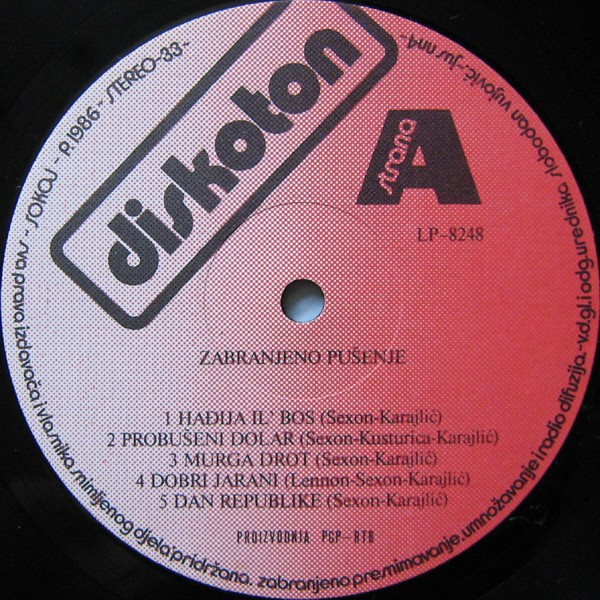 SOKOJ - p.1986 - STEREO-33-
diskoton
strana
A
LP-8248
ZABRANJENO PUŠENJE
1 HADIJA IL' BOS (Sexon-Karajlić)
2 PROBUŠENI DOLAR (Sexon-Kusturica-Karajlić)
3 MURGA DROT (Sexon-Karajlić)
4 DOBRI JARANI (Lennon-Sexon-Karajlić)
5 DAN REPUBLIKE (Sexon-Karajlić)
PROIZVODNJA PGP-RTB
sva prava izdavača i vlasnika snimljenog djela pridržana. zabranjeno presnimavanje, umnožavanje i radio difuzija.-v.d.gl.i odg.urednika slobodan vujović-jus nn4-